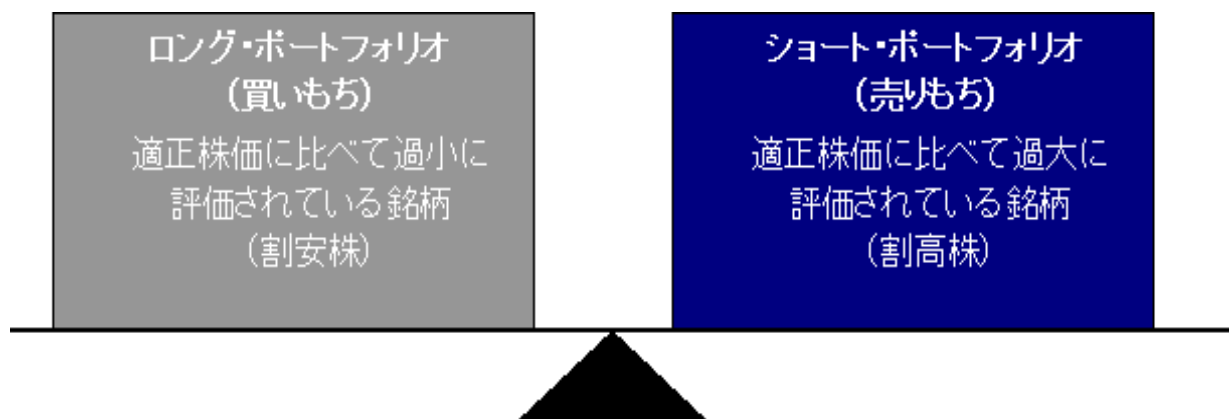 ロング・ポートフォリオ
(買いもち)
適正株価に比べて過小に
評価されている銘柄
(割安株)
ショート・ポートフォリオ
(売りもち)
適正株価に比べて過大に
評価されている銘柄
(割高株)